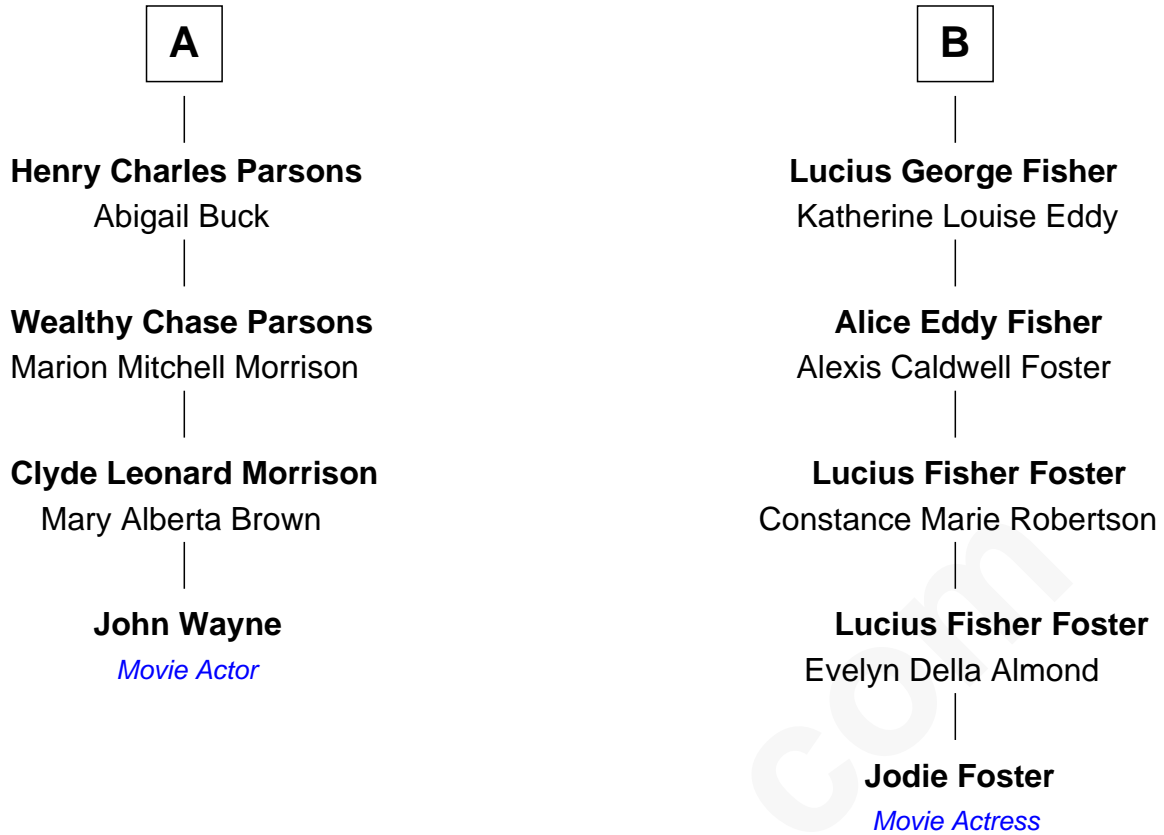 A
Henry Charles Parsons
Abigail Buck
Wealthy Chase Parsons
Marion Mitchell Morrison
Clyde Leonard Morrison
Mary Alberta Brown
John Wayne
Movie Actor
B
Lucius George Fisher
Katherine Louise Eddy
Alice Eddy Fisher
Alexis Caldwell Foster
Lucius Fisher Foster
Constance Marie Robertson
Lucius Fisher Foster
Evelyn Della Almond
Jodie Foster
Movie Actress
com